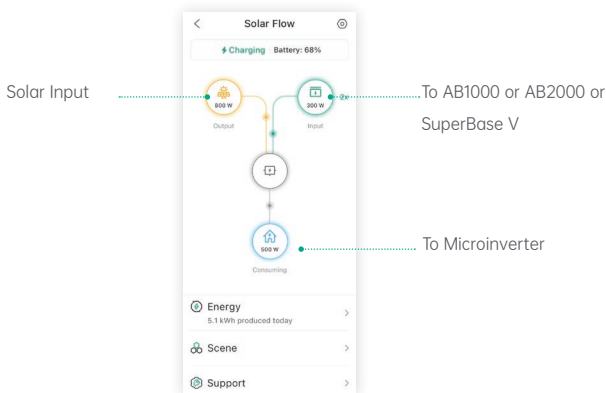 Solar Flow
Charging Battery: 68%
Solar Input
800 W
300 W
2x
To AB1000 or AB2000 or
SuperBase V
Output
Input
500 W
To Microinverter
Consuming
Energy
5.1 kWh produced today
Scene
Support